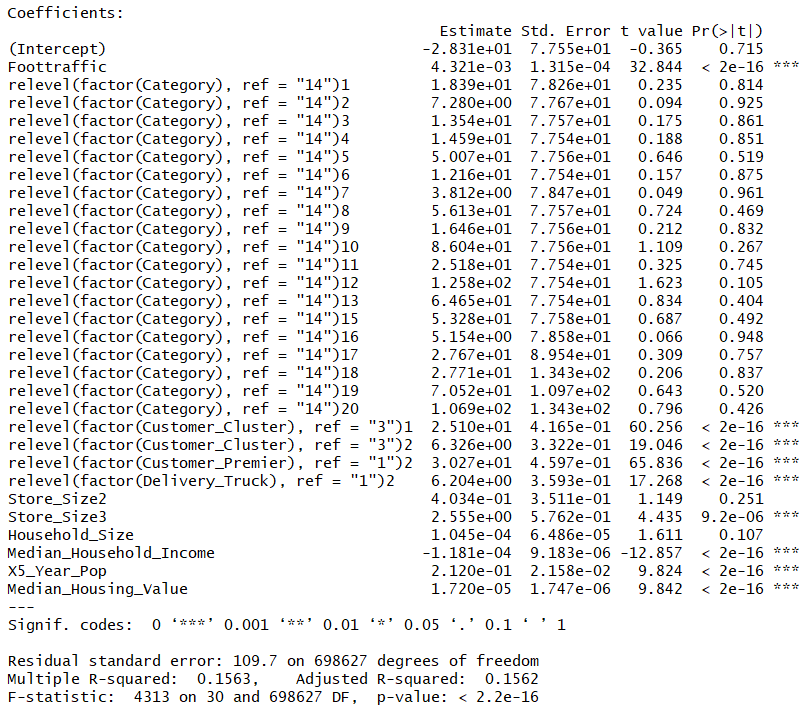 Coefficients:
Estimate Std. Error t value Pr(>|t|)
(Intercept) -2.831e+01 7.755e+01 -0.365 0.715
Foottraffic 4.321e-03 1.315e-04 32.844 < 2e-16 ***
relevel(factor(Category), ref = "14")1 1.839e+01 7.826e+01 0.235 0.814
relevel(factor(Category), ref = "14")2 7.280e+00 7.767e+01 0.094 0.925
relevel(factor(Category), ref = "14")3 1.354e+01 7.757e+01 0.175 0.861
relevel(factor(Category), ref = "14")4 1.459e+01 7.754e+01 0.188 0.851
relevel(factor(Category), ref = "14")5 5.007e+01 7.756e+01 0.646 0.519
relevel(factor(Category), ref = "14")6 1.216e+01 7.754e+01 0.157 0.875
relevel(factor(Category), ref = "14")7 3.812e+00 7.847e+01 0.049 0.961
relevel(factor(Category), ref = "14")8 5.613e+01 7.757e+01 0.724 0.469
relevel(factor(Category), ref = "14")9 1.646e+01 7.756e+01 0.212 0.832
relevel(factor(Category), ref = "14")10 8.604e+01 7.755e+01 1.109 0.267
relevel(factor(Category), ref = "14")11 2.518e+01 7.754e+01 0.325 0.745
relevel(factor(Category), ref = "14")12 1.258e+02 7.754e+01 1.623 0.105
relevel(factor(Category), ref = "14")13 6.465e+01 7.754e+01 0.834 0.404
relevel(factor(Category), ref = "14")15 5.328e+01 7.758e+01 0.687 0.492
relevel(factor(Category), ref = "14")16 5.154e+00 7.858e+01 0.066 0.948
relevel(factor(Category), ref = "14")17 2.767e+01 8.954e+01 0.309 0.757
relevel(factor(Category), ref = "14")18 2.771e+01 1.343e+02 0.206 0.837
relevel(factor(Category), ref = "14")19 7.052e+01 1.097e+02 0.643 0.520
relevel(factor(Category), ref = "14")20 1.069e+02 1.343e+02 0.796 0.426
relevel(factor(Customer_Cluster), ref = "3")1 2.510e+01 4.165e-01 60.256 < 2e-16 ***
relevel(factor(Customer_Cluster), ref = "3")2 6.326e+00 3.322e-01 19.046 < 2e-16 ***
relevel(factor(Customer_Premier), ref = "1")2 3.027e+01 4.597e-01 65.836 < 2e-16 ***
relevel(factor(Delivery_Truck), ref = "1")2 6.204e+00 3.593e-01 17.268 < 2e-16 ***
Store_Size2 4.034e-01 3.511e-01 1.149 0.251
Store_Size3 2.555e+00 5.762e-01 4.435 9.2e-06 ***
Household_Size 1.045e-04 6.486e-05 1.611 0.107
Median_Household_Income -1.181e-04 9.183e-06 -12.857 < 2e-16 ***
X5_Year_Pop 2.120e-01 2.158e-02 9.824 < 2e-16 ***
Median_Housing_Value 1.720e-05 1.747e-06 9.842 < 2e-16 ***
---
Signif. codes: 0 ‘***’ 0.001 ‘**’ 0.01 ‘*’ 0.05 ‘.’ 0.1 ‘ ’ 1
Residual standard error: 109.7 on 698627 degrees of freedom
Multiple R-squared: 0.1563, Adjusted R-squared: 0.1562
F-statistic: 4313 on 30 and 698627 DF, p-value: < 2.2e-16